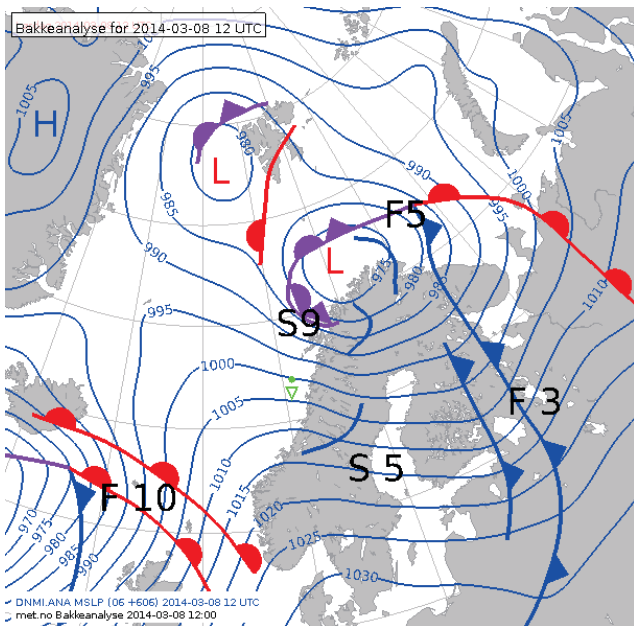 Bakkeanalyse for 2014-03-08 12 UTC
1005
995
H
980
L
985
990
1000
995
1005
F5
990
L
975
980
985
1010
995
S9
1000
1005
F 3
1010
S 5
F 10
1015
970
975
980
985
990
1020
1025
1030
DNMI.ANA MSLP (06 +606) 2014-03-08 12 UTC
met.no Bakkeanalyse 2014-03-08 12:00